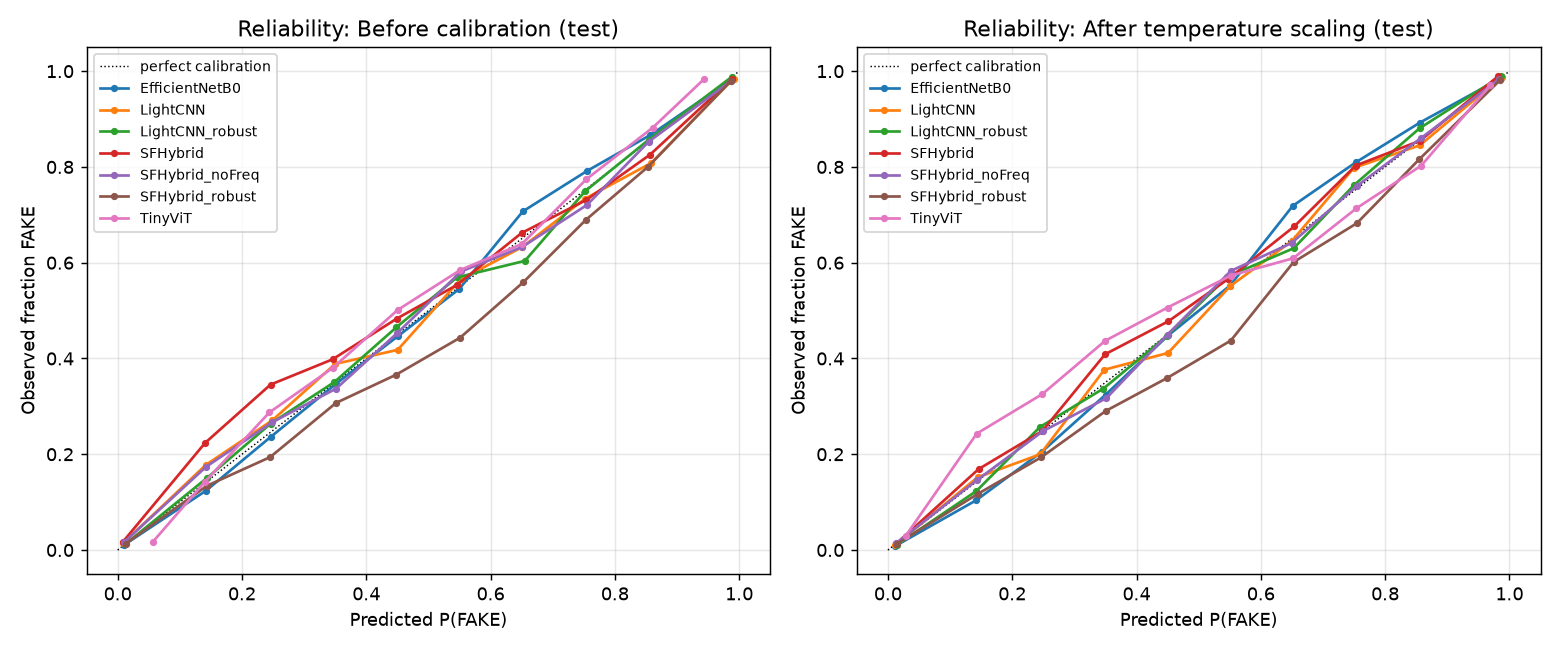 Reliability: Before calibration (test)
perfect calibration
EfficientNetB0
LightCNN
LightCNN_robust
SFHybrid
SFHybrid_noFreq
SFHybrid_robust
TinyViT
1.0
0.8
0.6
0.4
0.2
0.0
Observed fraction FAKE
0.0 0.2 0.4 0.6 0.8 1.0
Predicted P(FAKE)
Reliability: After temperature scaling (test)
perfect calibration
EfficientNetB0
LightCNN
LightCNN_robust
SFHybrid
SFHybrid_noFreq
SFHybrid_robust
TinyViT
1.0
0.8
0.6
0.4
0.2
0.0
Observed fraction FAKE
0.0 0.2 0.4 0.6 0.8 1.0
Predicted P(FAKE)